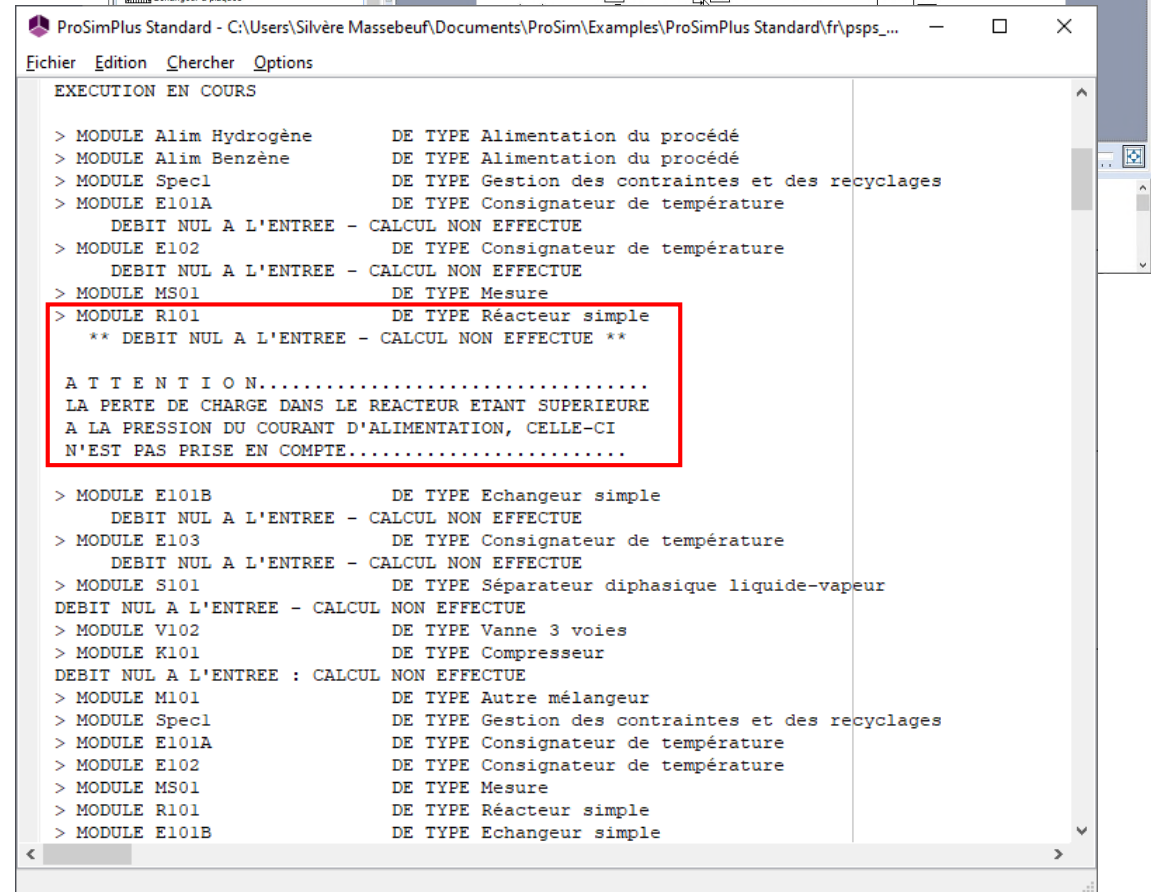 ProSimPlus Standard - C:\Users\Silvère Massebeuf\Documents\ProSim\Examples\ProSimPlus Standard\fr\psps_...
Fichier Edition Chercher Options
EXECUTION EN COURS
> MODULE Alim Hydrogène DE TYPE Alimentation du procédé
> MODULE Alim Benzène DE TYPE Alimentation du procédé
> MODULE Spec1 DE TYPE Gestion des contraintes et des recyclages
> MODULE E101A DE TYPE Consignateur de température
DEBIT NUL A L'ENTREE - CALCUL NON EFFECTUE
> MODULE E102 DE TYPE Consignateur de température
DEBIT NUL A L'ENTREE - CALCUL NON EFFECTUE
> MODULE MS01 DE TYPE Mesure
> MODULE R101 DE TYPE Réacteur simple
** DEBIT NUL A L'ENTREE - CALCUL NON EFFECTUE **
A T T E N T I O N...................................
LA PERTE DE CHARGE DANS LE REACTEUR ETANT SUPERIEURE
A LA PRESSION DU COURANT D'ALIMENTATION, CELLE-CI
N'EST PAS PRISE EN COMPTE.........................
> MODULE E101B DE TYPE Echangeur simple
DEBIT NUL A L'ENTREE - CALCUL NON EFFECTUE
> MODULE E103 DE TYPE Consignateur de température
DEBIT NUL A L'ENTREE - CALCUL NON EFFECTUE
> MODULE S101 DE TYPE Séparateur diphasique liquide-vapeur
DEBIT NUL A L'ENTREE - CALCUL NON EFFECTUE
> MODULE V102 DE TYPE Vanne 3 voies
> MODULE K101 DE TYPE Compresseur
DEBIT NUL A L'ENTREE : CALCUL NON EFFECTUE
> MODULE M101 DE TYPE Autre mélangeur
> MODULE Spec1 DE TYPE Gestion des contraintes et des recyclages
> MODULE E101A DE TYPE Consignateur de température
> MODULE E102 DE TYPE Consignateur de température
> MODULE MS01 DE TYPE Mesure
> MODULE R101 DE TYPE Réacteur simple
> MODULE E101B DE TYPE Echangeur simple